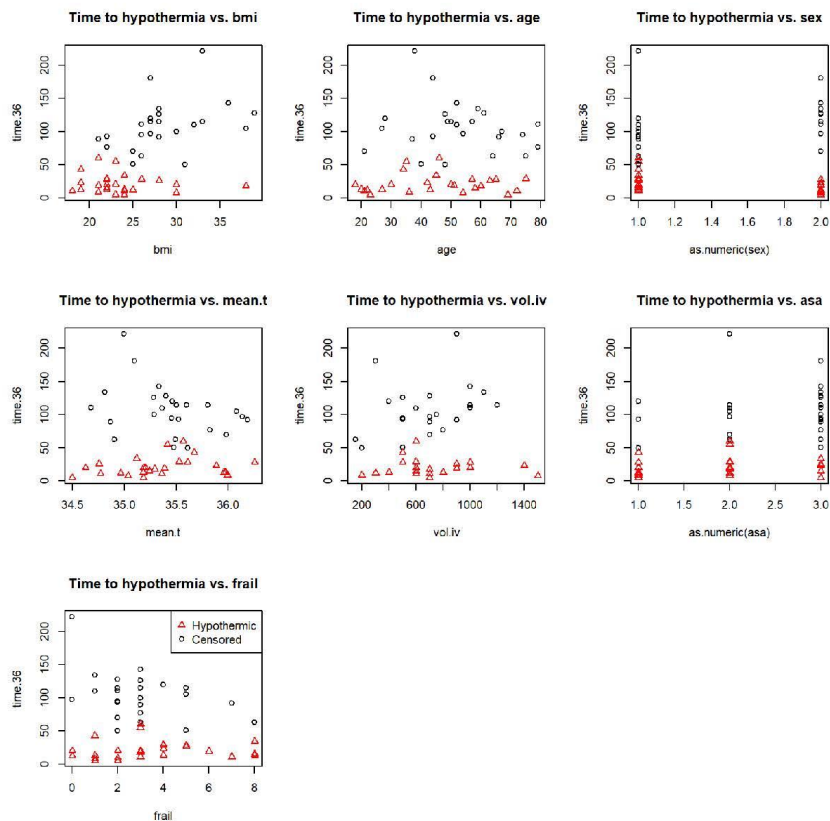 Time to hypothermia vs. bmi
time.36
0 50 100 150 200
20 25 30 35
bmi
Time to hypothermia vs. age
time.36
0 50 100 150 200
20 30 40 50 60 70 80
age
Time to hypothermia vs. sex
time.36
0 50 100 150 200
1.0 1.2 1.4 1.6 1.8 2.0
as.numeric(sex)
Time to hypothermia vs. mean.t
time.36
0 50 100 150 200
34.5 35.0 35.5 36.0
mean.t
Time to hypothermia vs. vol.iv
time.36
0 50 100 150 200
200 600 1000 1400
vol.iv
Time to hypothermia vs. asa
time.36
0 50 100 150 200
1.0 1.5 2.0 2.5 3.0
as.numeric(asa)
Time to hypothermia vs. frail
time.36
0 50 100 150 200
Hypothermic
Censored
0 2 4 6 8
frail